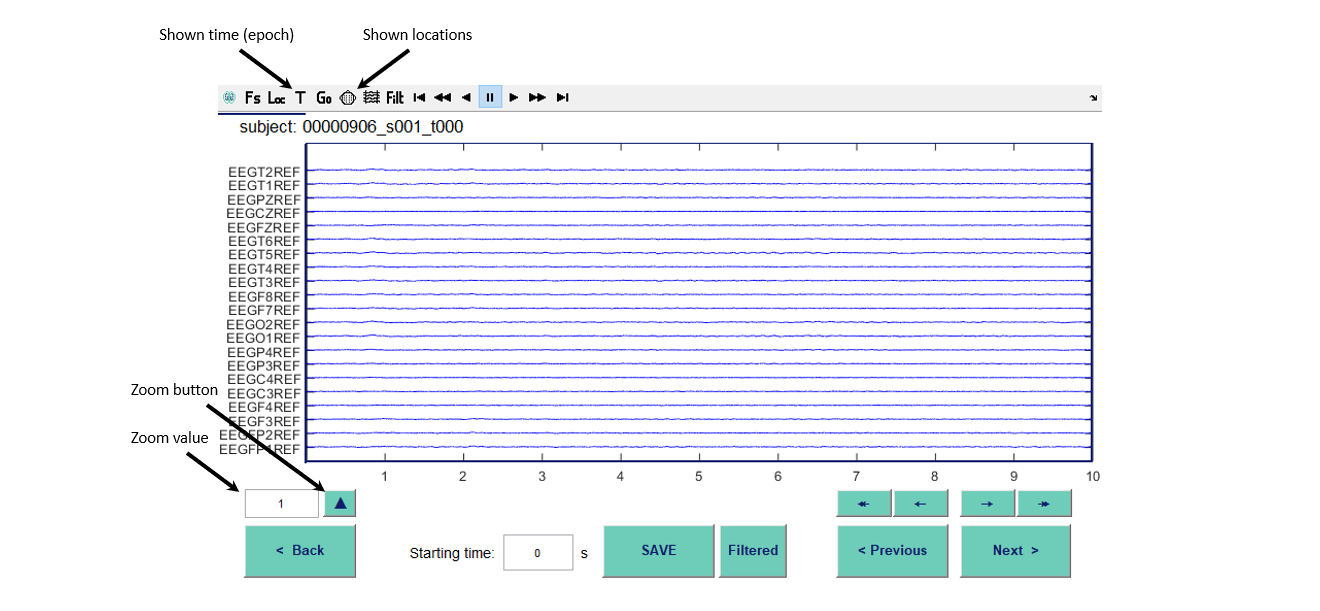 Shown time (epoch) Shown locations
Fs Loc T Go Filt
subject: 00000906_s001_t000
EEGT2REF
EEGT1REF
EEGPZREF
EEGCZREF
EEGFZREF
EEGT6REF
EEGT5REF
EEGT4REF
EEGT3REF
EEGF8REF
EEGF7REF
EEGO2REF
EEGO1REF
EEGP4REF
EEGP3REF
EEGC4REF
EEGC3REF
EEGF4REF
EEGF3REF
EEGFP2REF
EEGFP1REF
Zoom button
Zoom value
1 2 3 4 5 6 7 8 9 10
1
< Back Starting time: 0 s SAVE Filtered < Previous Next >